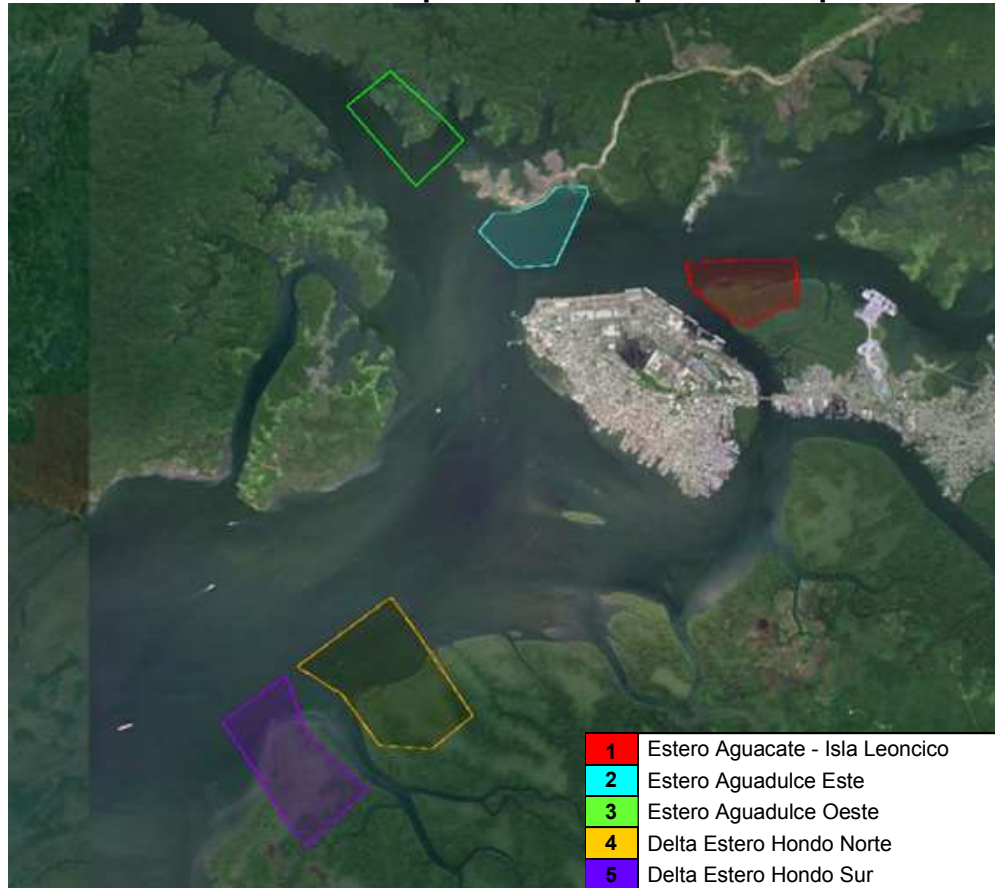 1 Estero Aguacate - Isla Leoncico
2 Estero Aguadulce Este
3 Estero Aguadulce Oeste
4 Delta Estero Hondo Norte
5 Delta Estero Hondo Sur